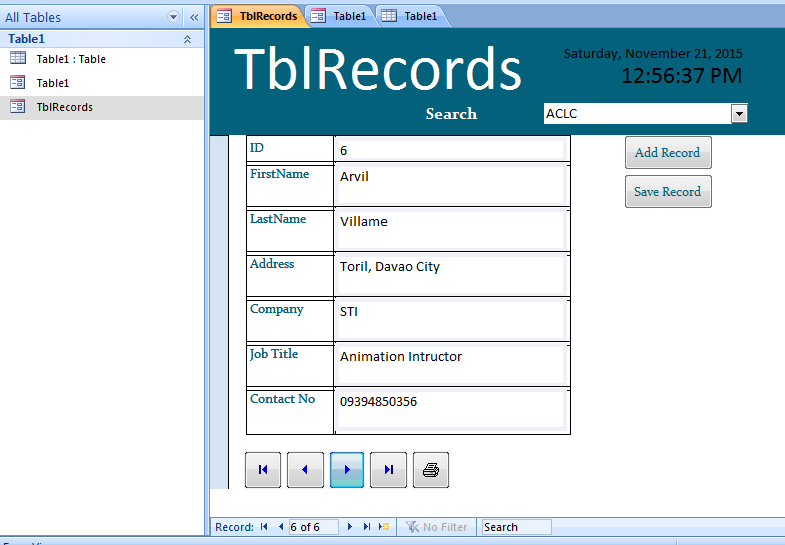 All Tables
Table1
Table1 : Table
Table1
TblRecords
TblRecords Table1 Table1
TblRecords
Saturday, November 21, 2015
12:56:37 PM
Search ACLC
ID 6
FirstName Arvil
LastName Villame
Address Toril, Davao City
Company STI
Job Title Animation Intructor
Contact No 09394850356
Add Record
Save Record
Record: 6 of 6 No Filter Search